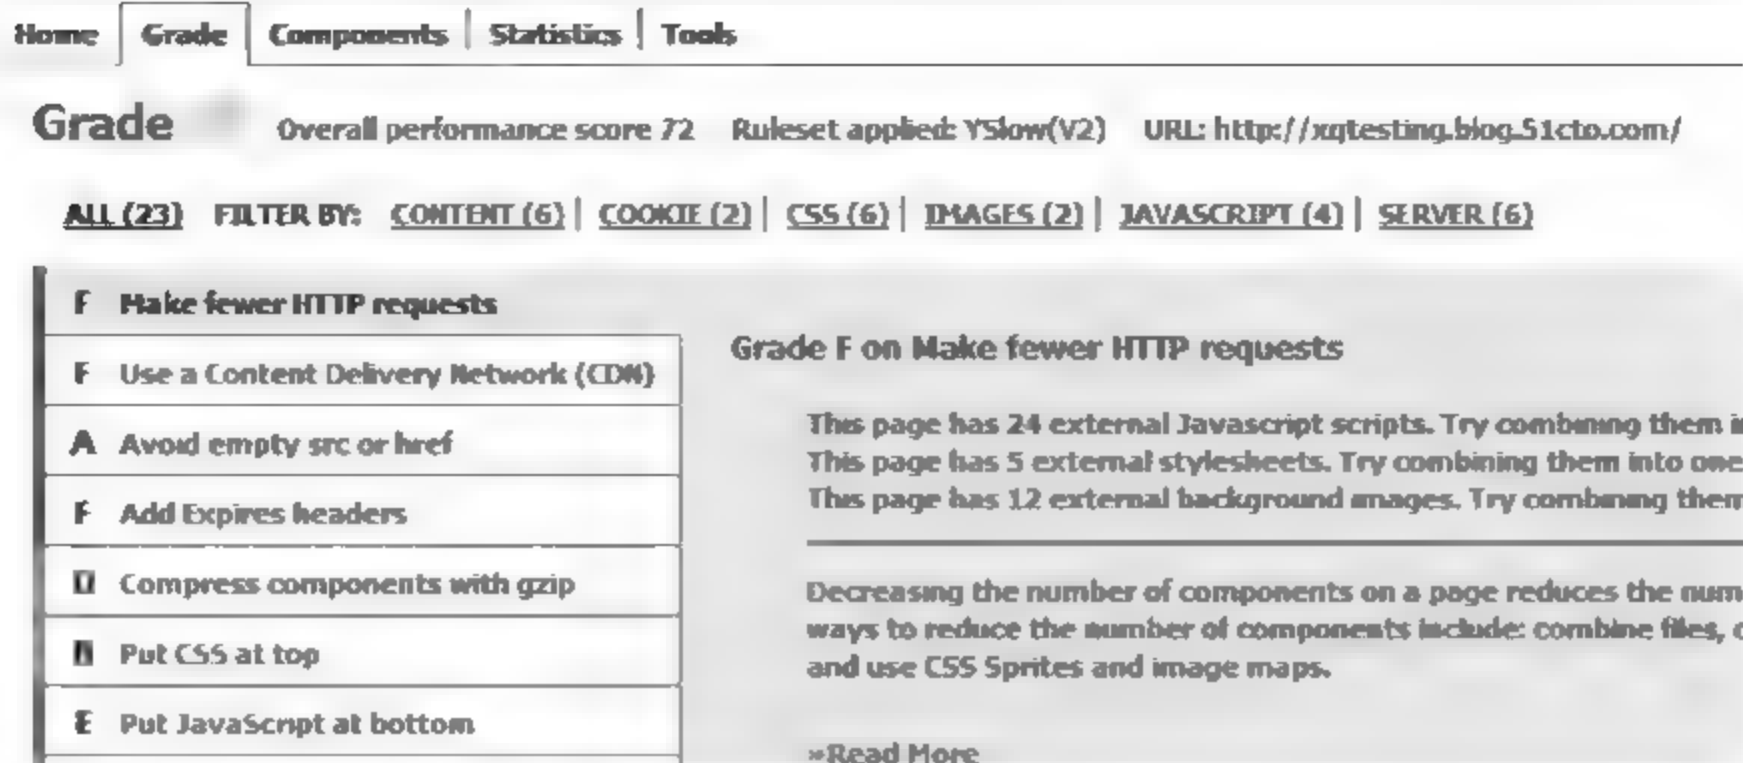 Home Grade Components Statistics Tools
Grade Overall performance score 72 Ruleset applied: YSlow(V2) URL: http://xqtesting.blog.51cto.com/
ALL (23) FILTER BY: CONTENT (6) | COOKIE (2) | CSS (6) | IMAGES (2) | JAVASCRIPT (4) | SERVER (6)
F Make fewer HTTP requests
F Use a Content Delivery Network (CDN)
A Avoid empty src or href
F Add Expires headers
Compress components with gzip
Put CSS at top
E Put JavaScript at bottom
Grade F on Make fewer HTTP requests
This page has 24 external Javascript scripts. Try combining them
This page has 5 external stylesheets. Try combining them into one
This page has 12 external background images. Try combining them
Decreasing the number of components on a page reduces the num
ways to reduce the number of components include: combine files,
and use CSS Sprites and image maps.
»Read More